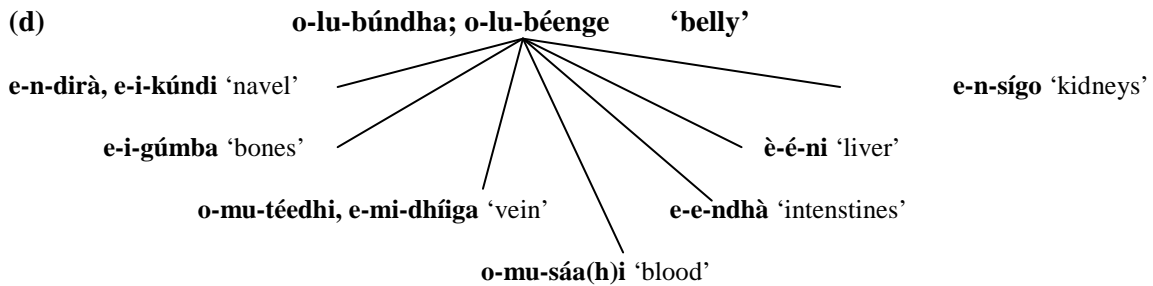 (d) o-lu-búndha; o-lu-béenge ‘belly’
e-n-dirà, e-i-kúndi ‘navel’ e-n-sígo ‘kidneys’
e-i-gúmba ‘bones’ è-é-ni ‘liver’
o-mu-téedhi, e-mi-dhíiga ‘vein’ e-e-ndhà ‘intenstines’
o-mu-sáa(h)i ‘blood’